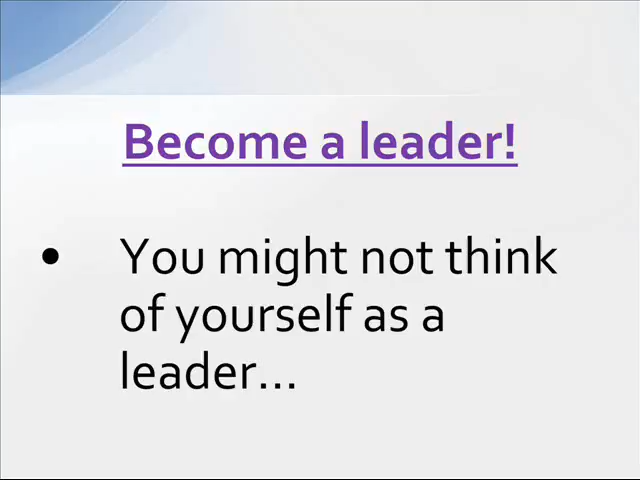 Become a leader!
• You might not think
of yourself as a
leader...